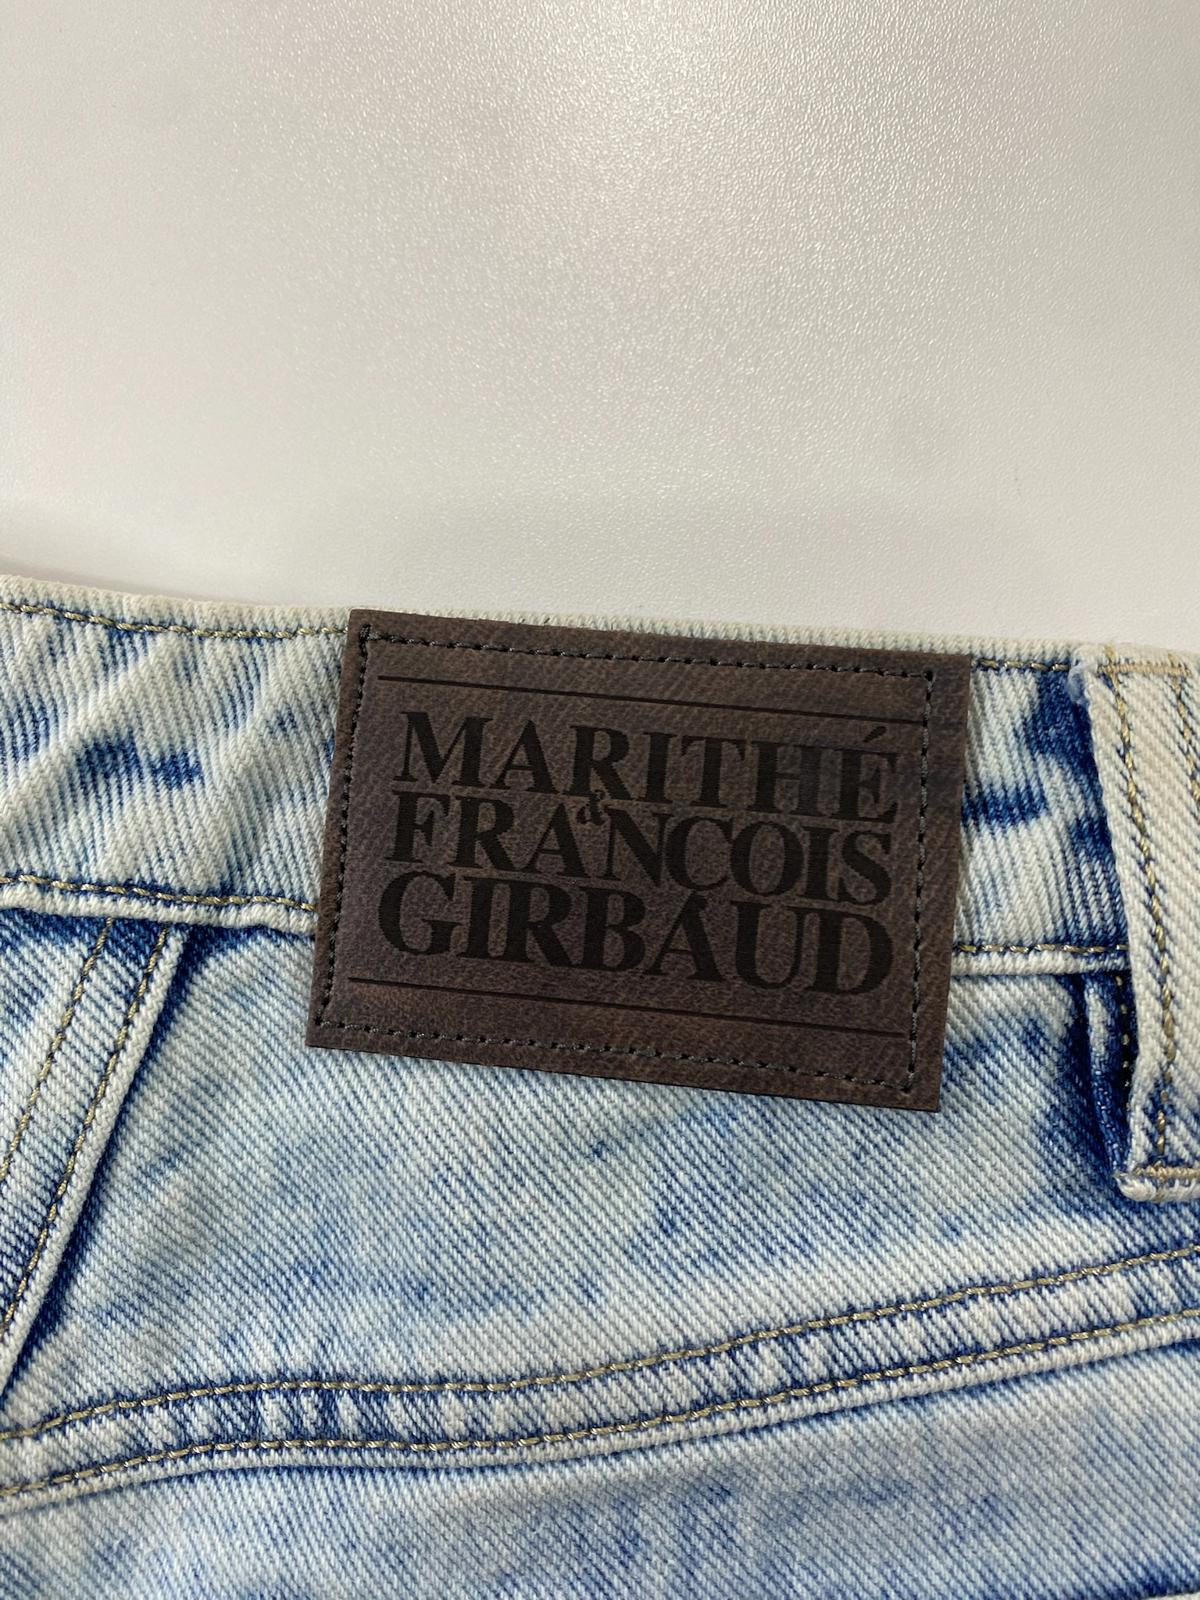 MARITHÉ
&
FRANCOIS
GIRBAUD